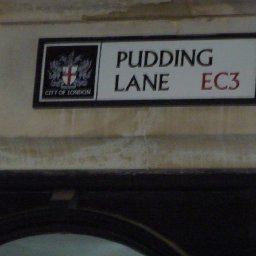 PUDDING
LANE EC3
CITY OF LONDON